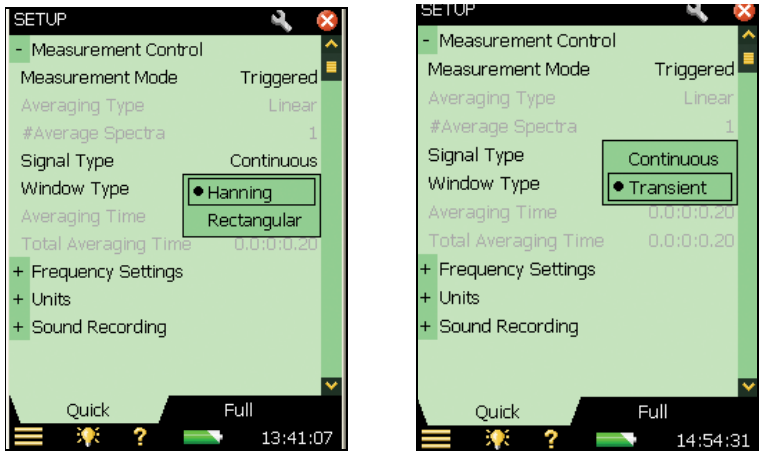 SETUP
- Measurement Control
Measurement Mode Triggered
Averaging Type Linear
#Average Spectra 1
Signal Type Continuous
Window Type Hanning
Rectangular
Averaging Time
Total Averaging Time 0.0:0:0.20
+ Frequency Settings
+ Units
+ Sound Recording
Quick Full
? 13:41:07
SETUP
- Measurement Control
Measurement Mode Triggered
Averaging Type Linear
#Average Spectra 1
Signal Type Continuous
Window Type Transient
Averaging Time 0.0:0:0.20
Total Averaging Time 0.0:0:0.20
+ Frequency Settings
+ Units
+ Sound Recording
Quick Full
? 14:54:31